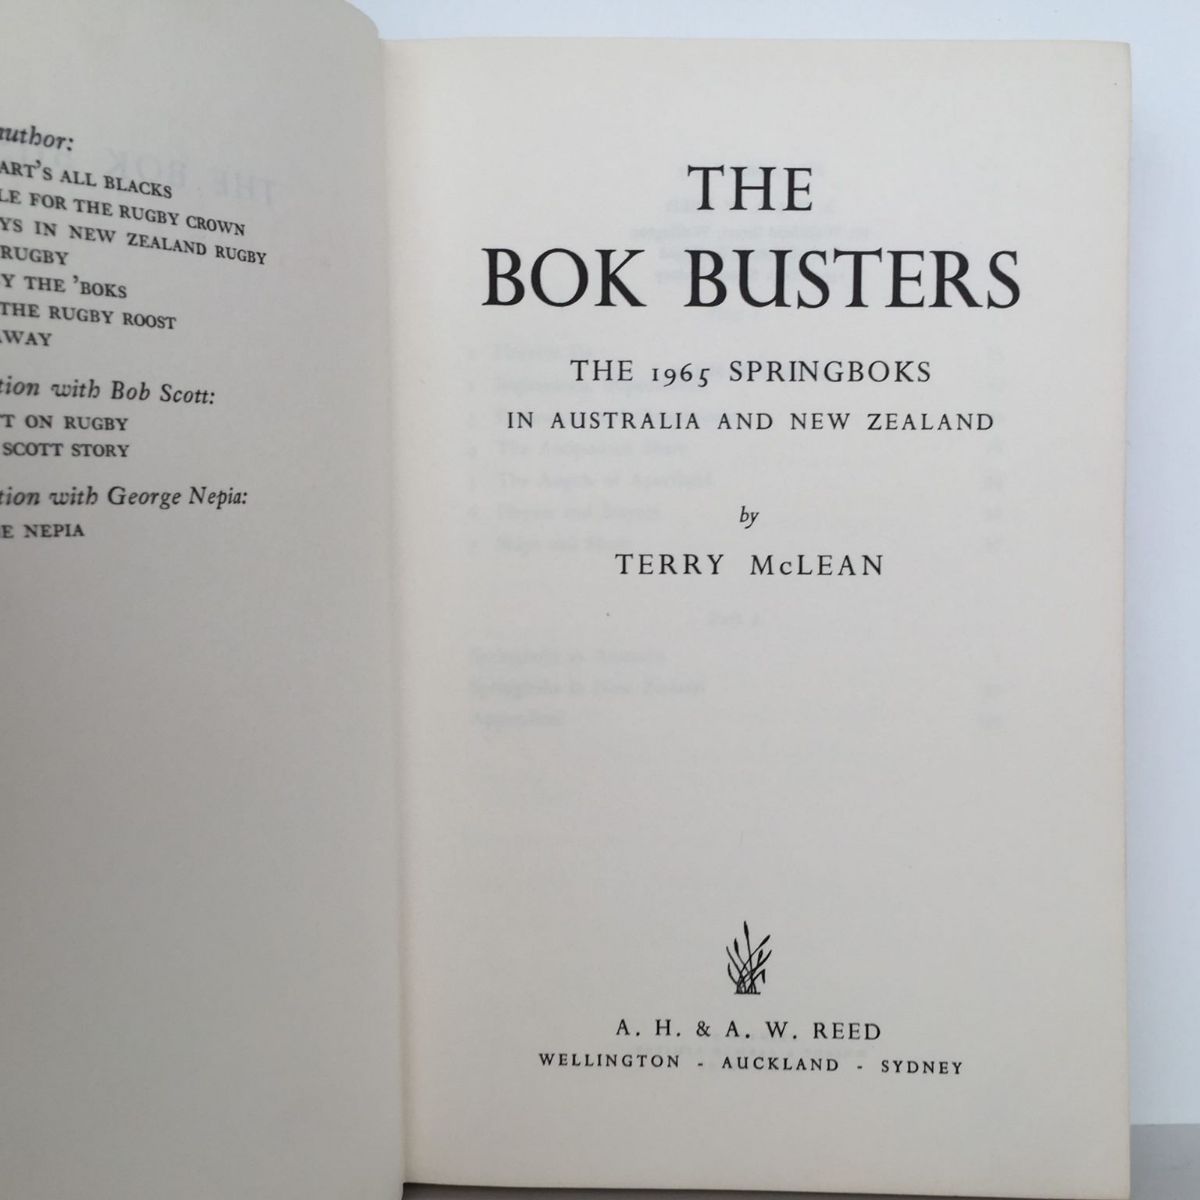 author:
ART'S ALL BLACKS
LE FOR THE RUGBY CROWN
YS IN NEW ZEALAND RUGBY
RUGBY
Y THE 'BOKS
THE RUGBY ROOST
AWAY
tion with Bob Scott:
T ON RUGBY
SCOTT STORY
tion with George Nepia:
E NEPIA
THE
BOK BUSTERS
THE 1965 SPRINGBOKS
IN AUSTRALIA AND NEW ZEALAND
by
TERRY McLEAN
A. H. & A. W. REED
WELLINGTON - AUCKLAND - SYDNEY